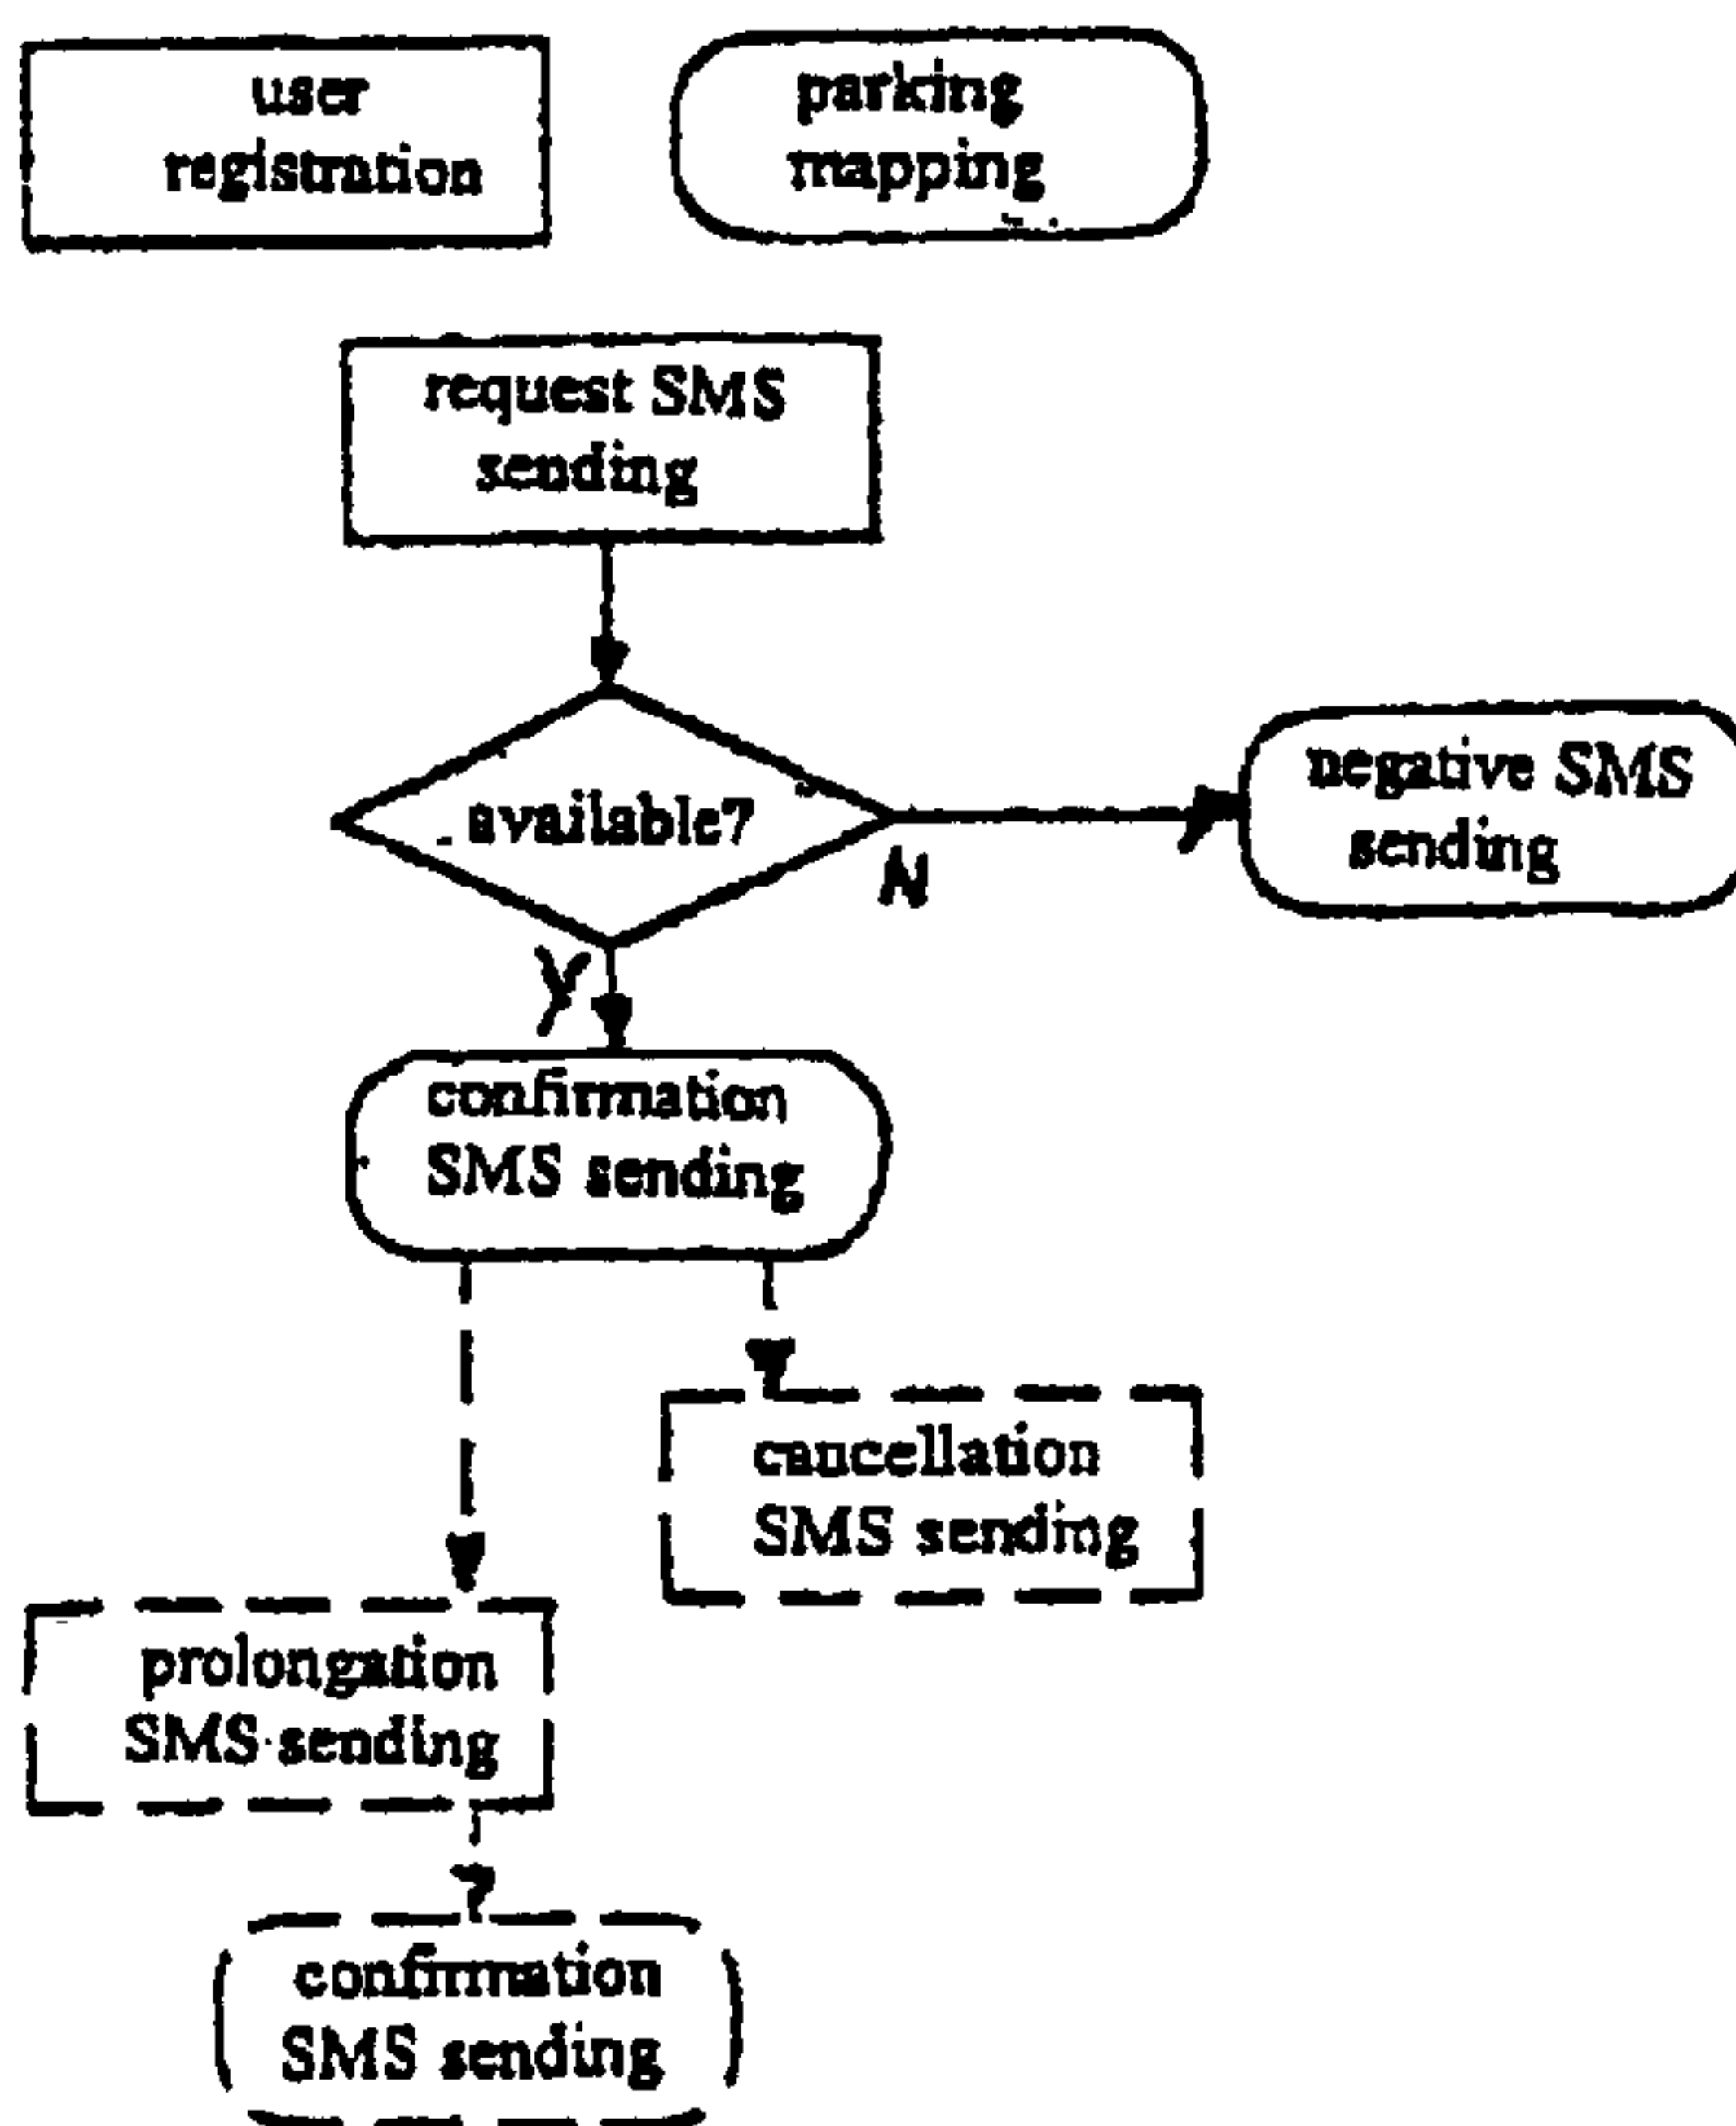 user
registration
parking
mapping
request SMS
sending
available?
N
negative SMS
sending
Y
confirmation
SMS sending
cancellation
SMS sending
prolongation
SMS sending
confirmation
SMS sending